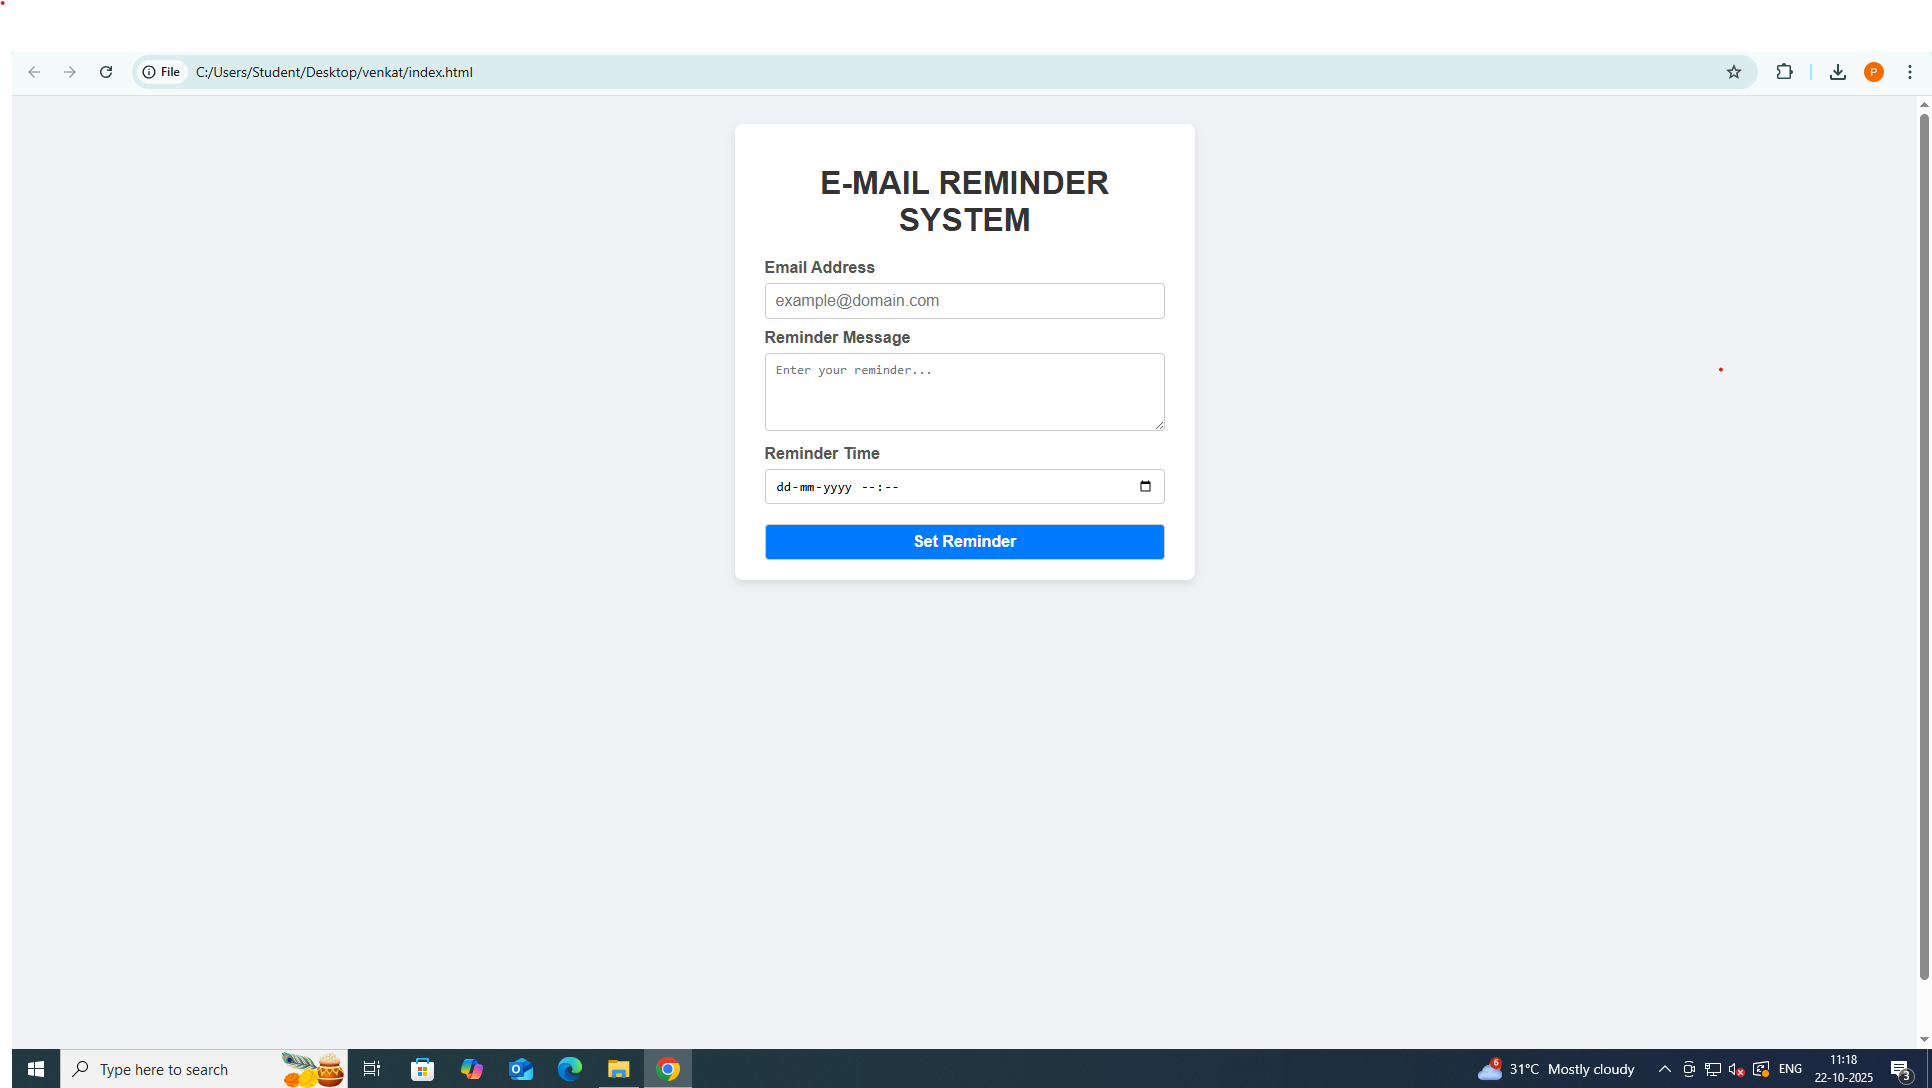 File C:/Users/Student/Desktop/venkat/index.html
P
E-MAIL REMINDER
SYSTEM
Email Address
example@domain.com
Reminder Message
Enter your reminder...
Reminder Time
dd-mm-yyyy --:--
Set Reminder
Type here to search
6
31°C Mostly cloudy
ENG
11:18
22-10-2025
3